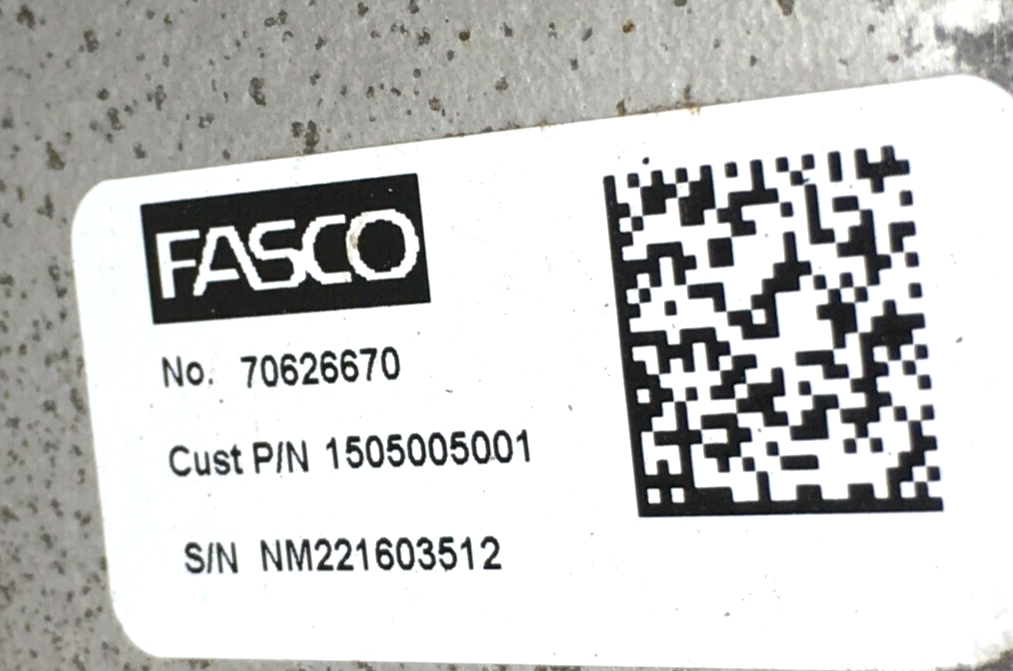 FASCO
No. 70626670
Cust P/N 1505005001
S/N NM221603512